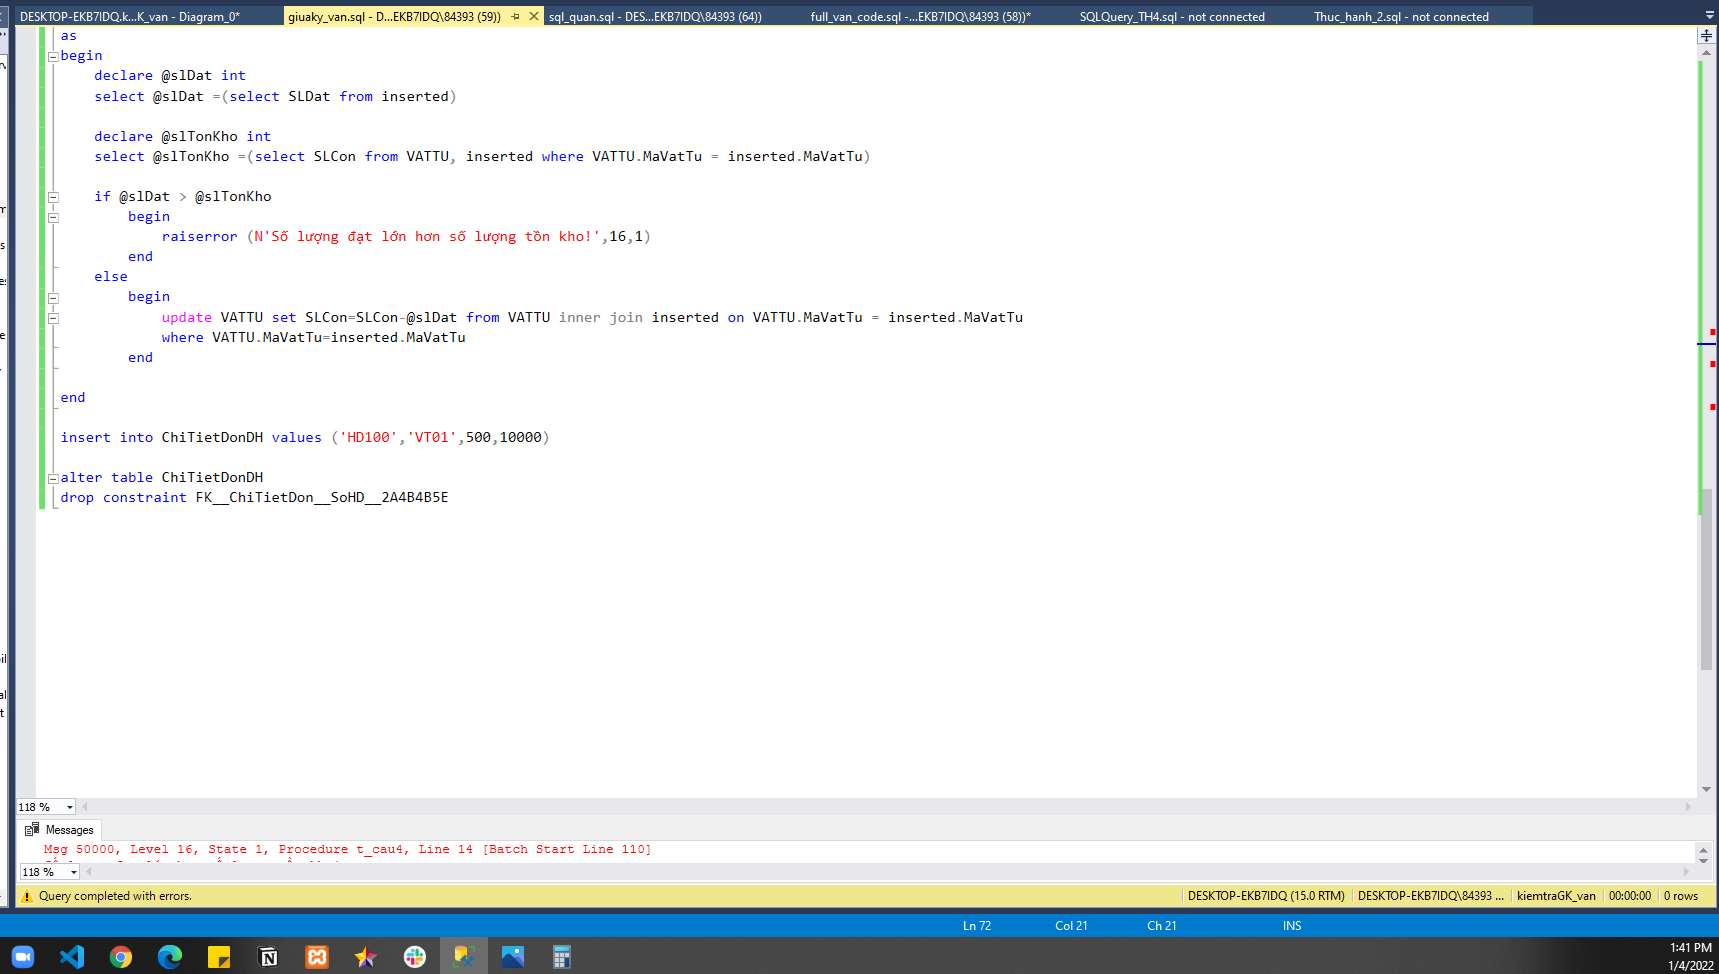 DESKTOP-EKB7IDQ.k...K_van - Diagram_0*
giuaky_van.sql - D...EKB7IDQ\84393 (59))
sql_quan.sql - DES...EKB7IDQ\84393 (64))
full_van_code.sql -...EKB7IDQ\84393 (58))*
SQLQuery_TH4.sql - not connected
Thuc_hanh_2.sql - not connected
as
begin
declare @slDat int
select @slDat =(select SLDat from inserted)
declare @slTonKho int
select @slTonKho =(select SLCon from VATTU, inserted where VATTU.MaVatTu = inserted.MaVatTu)
if @slDat > @slTonKho
begin
raiserror (N'Số lượng đạt lớn hơn số lượng tồn kho!',16,1)
end
else
begin
update VATTU set SLCon=SLCon-@slDat from VATTU inner join inserted on VATTU.MaVatTu = inserted.MaVatTu
where VATTU.MaVatTu=inserted.MaVatTu
end
end
insert into ChiTietDonDH values ('HD100','VT01',500,10000)
alter table ChiTietDonDH
drop constraint FK__ChiTietDon__SoHD__2A4B4B5E
118 %
Messages
Msg 50000, Level 16, State 1, Procedure t_cau4, Line 14 [Batch Start Line 110]
118 %
Query completed with errors.
DESKTOP-EKB7IDQ (15.0 RTM)
DESKTOP-EKB7IDQ\84393 ...
kiemtraGK_van
00:00:00
0 rows
Ln 72
Col 21
Ch 21
INS
1:41 PM
1/4/2022